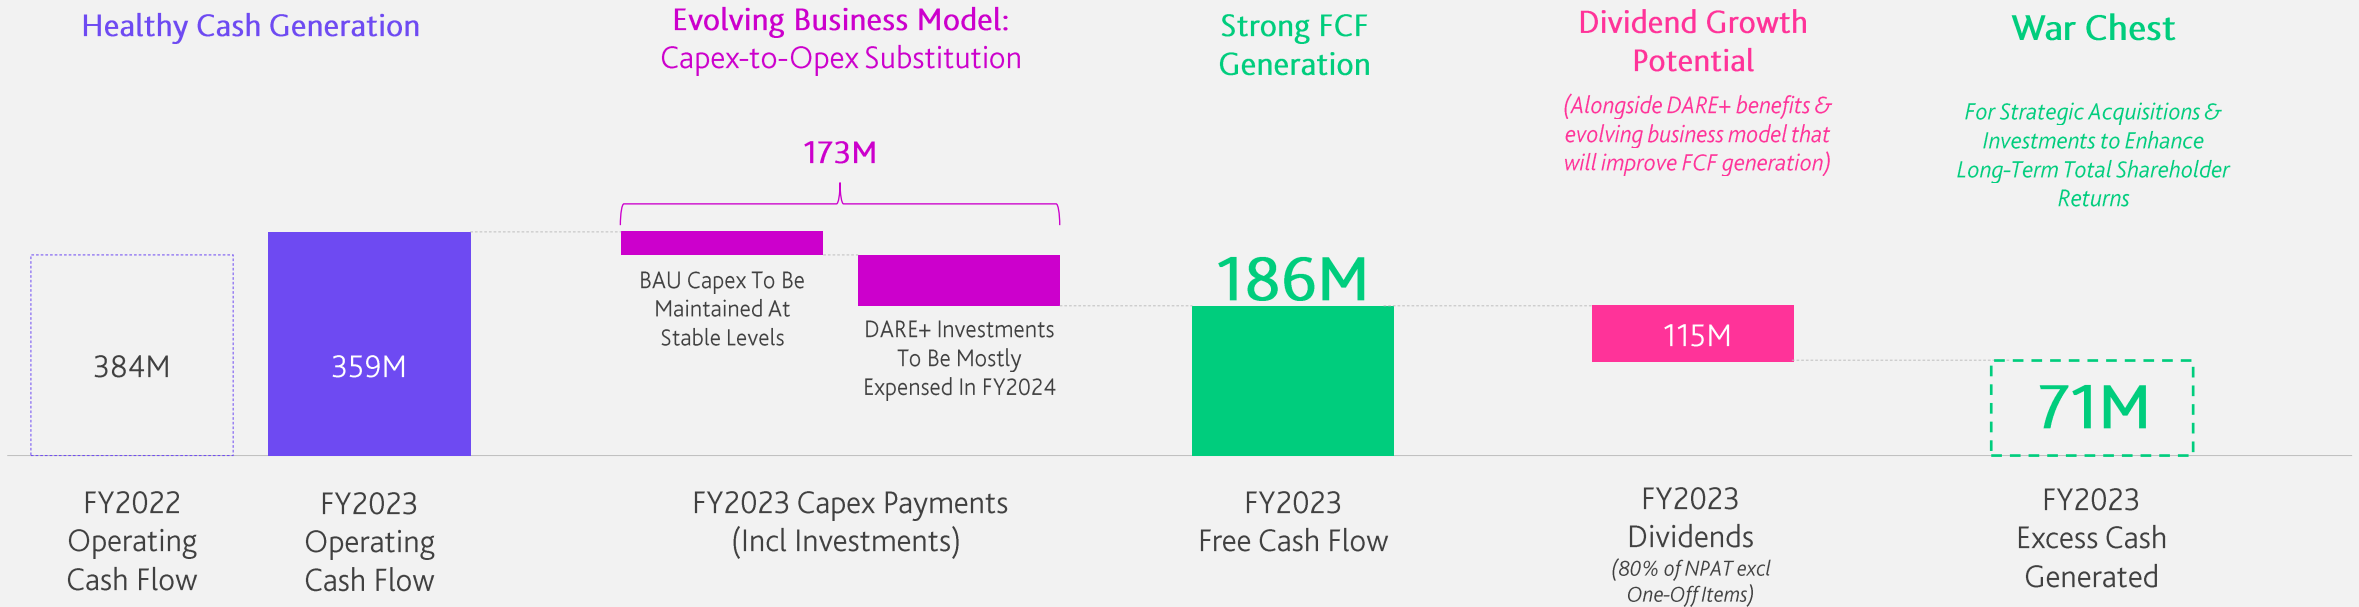 Healthy Cash Generation
Evolving Business Model:
Capex-to-Opex Substitution
Strong FCF
Generation
Dividend Growth
Potential
(Alongside DARE+ benefits &
evolving business model that
will improve FCF generation)
War Chest
For Strategic Acquisitions &
Investments to Enhance
Long-Term Total Shareholder
Returns
173M
384M
359M
BAU Capex To Be
Maintained At
Stable Levels
DARE+ Investments
To Be Mostly
Expensed In FY2024
186M
115M
71M
FY2022
Operating
Cash Flow
FY2023
Operating
Cash Flow
FY2023 Capex Payments
(Incl Investments)
FY2023
Free Cash Flow
FY2023
Dividends
(80% of NPAT excl
One-Off Items)
FY2023
Excess Cash
Generated